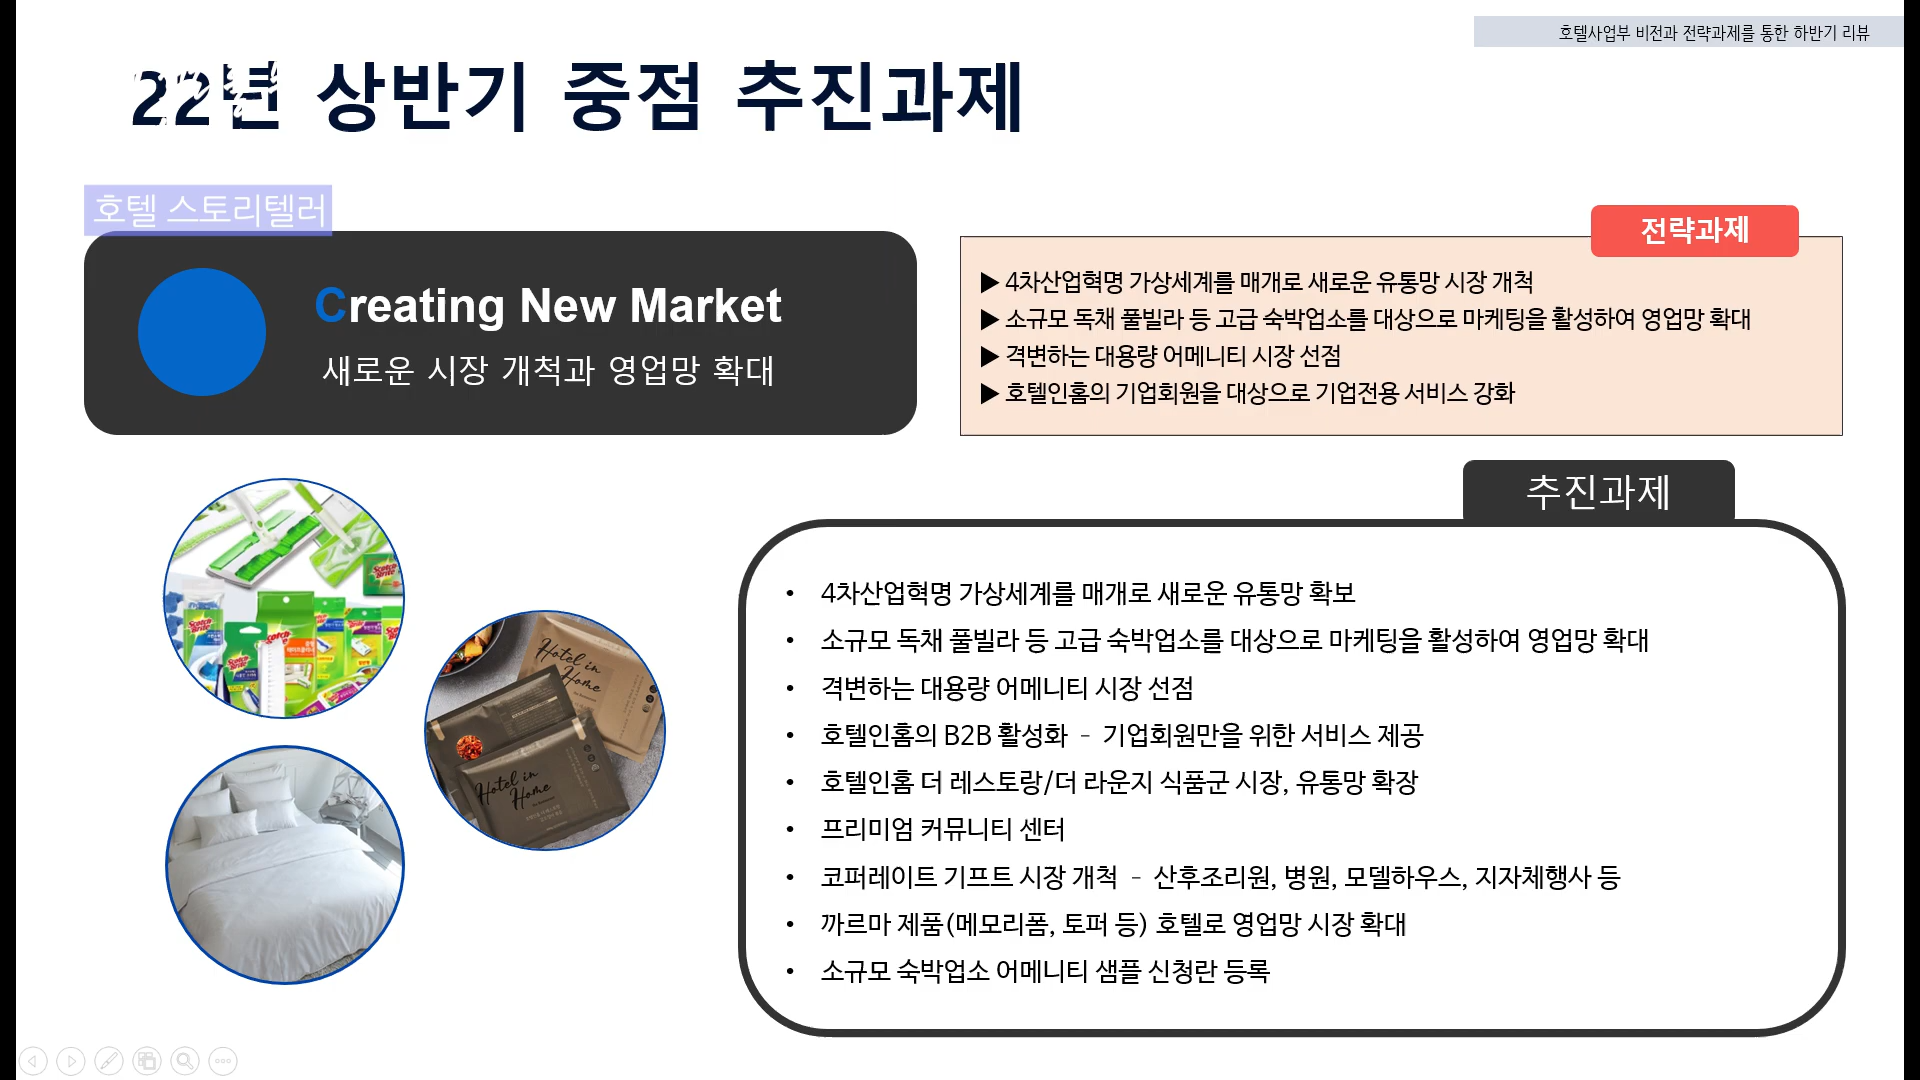 호텔사업부 비전과 전략과제를 통한 하반기 리뷰
22년 상반기 중점 추진과제
호텔 스토리텔러
Creating New Market
새로운 시장 개척과 영업망 확대
전략과제
▶ 4차산업혁명 가상세계를 매개로 새로운 유통망 시장 개척
▶ 소규모 독채 풀빌라 등 고급 숙박업소를 대상으로 마케팅을 활성하여 영업망 확대
▶ 격변하는 대용량 어메니티 시장 선점
▶ 호텔인홈의 기업회원을 대상으로 기업전용 서비스 강화
추진과제
• 4차산업혁명 가상세계를 매개로 새로운 유통망 확보
• 소규모 독채 풀빌라 등 고급 숙박업소를 대상으로 마케팅을 활성하여 영업망 확대
• 격변하는 대용량 어메니티 시장 선점
• 호텔인홈의 B2B 활성화 - 기업회원만을 위한 서비스 제공
• 호텔인홈 더 레스토랑/더 라운지 식품군 시장, 유통망 확장
• 프리미엄 커뮤니티 센터
• 코퍼레이트 기프트 시장 개척 - 산후조리원, 병원, 모델하우스, 지자체행사 등
• 까르마 제품(메모리폼, 토퍼 등) 호텔로 영업망 시장 확대
• 소규모 숙박업소 어메니티 샘플 신청란 등록
Scotch
Brite
Scotch
Brite
Scotch
Brite
Hotel in
Home
Hotel in
Home